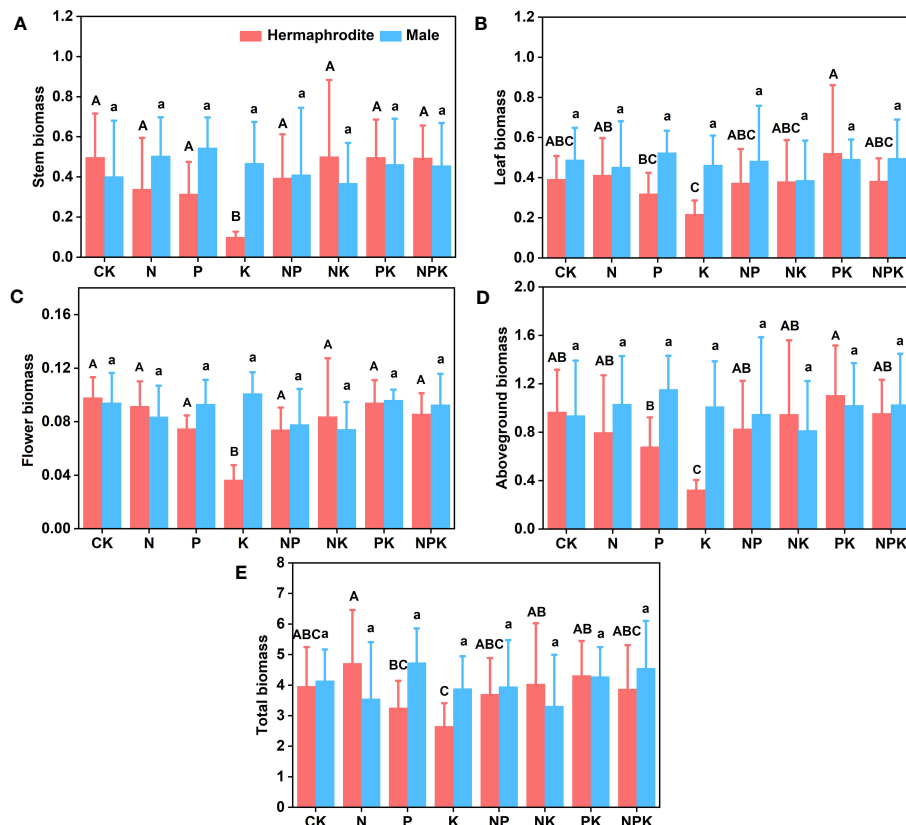 A
Hermaphrodite Male
Stem biomass
1.2
1.0
0.8
0.6
0.4
0.2
0.0
A a A a A a B a A a A a A a A a
CK N P K NP NK PK NPK
B
Leaf biomass
1.2
1.0
0.8
0.6
0.4
0.2
0.0
ABC a AB a BC a C a ABC a ABC a A a ABC a
CK N P K NP NK PK NPK
C
Flower biomass
0.16
0.12
0.08
0.04
0.00
A a A a A a B a A a A a A a A a
CK N P K NP NK PK NPK
D
Aboveground biomass
2.0
1.6
1.2
0.8
0.4
0.0
AB a AB a B a C a AB a AB a A a AB a
CK N P K NP NK PK NPK
E
Total biomass
8
7
6
5
4
3
2
1
0
ABC a A a BC a C a ABC a AB a AB a ABC a
CK N P K NP NK PK NPK